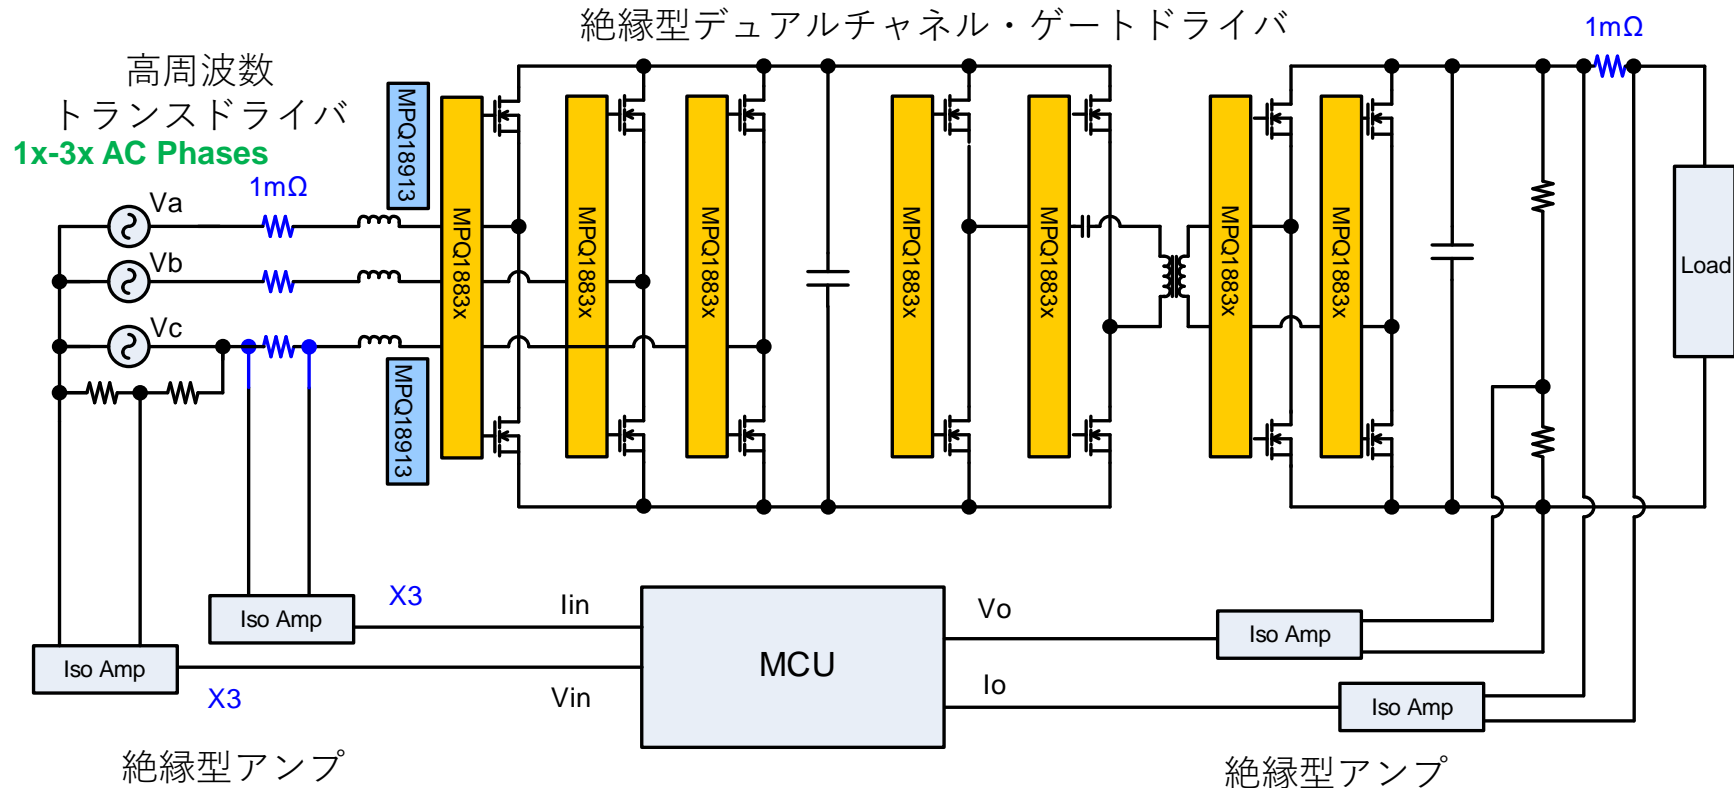 絶縁型デュアルチャネル・ゲートドライバ
1mΩ
高周波数
トランスドライバ
1x-3x AC Phases
1mΩ
Va
Vb
Vc
MPQ18913
MPQ18913
MPQ1883x
MPQ1883x
MPQ1883x
MPQ1883x
MPQ1883x
MPQ1883x
MPQ1883x
Load
Iso Amp
X3
Iin
Iso Amp
X3
Vin
MCU
Vo
Iso Amp
Io
Iso Amp
絶縁型アンプ
絶縁型アンプ